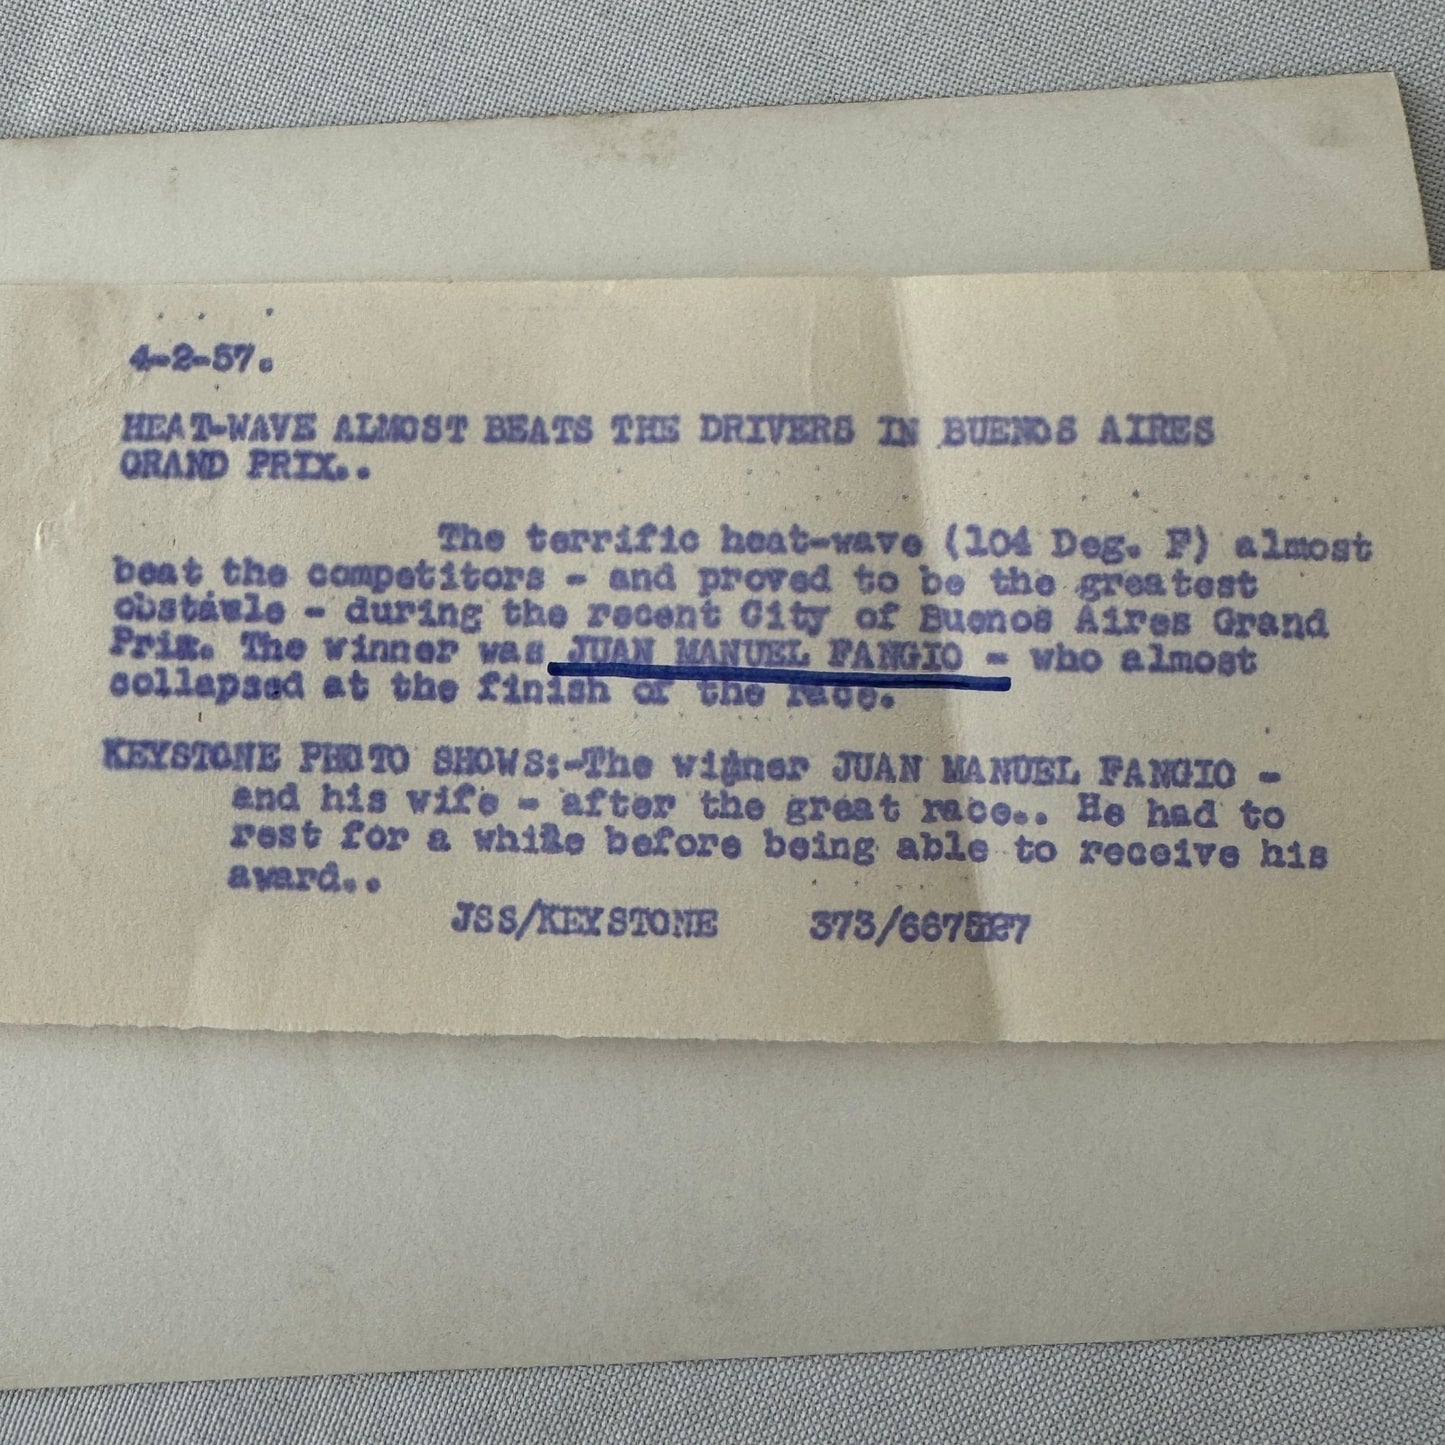 4-2-57.
HEAT-WAVE ALMOST BEATS THE DRIVERS IN BUENOS AIRES
GRAND PRIX..
The terrific heat-wave (104 Deg. F) almost
beat the competitors - and proved to be the greatest
obstacle - during the recent City of Buenos Aires Grand
Prix. The winner was JUAN MANUEL FANGIO - who almost
collapsed at the finish of the race.
KEYSTONE PHOTO SHOWS:-The winner JUAN MANUEL FANGIO -
and his wife - after the great race.. He had to
rest for a while before being able to receive his
award..
JSS/KEYSTONE